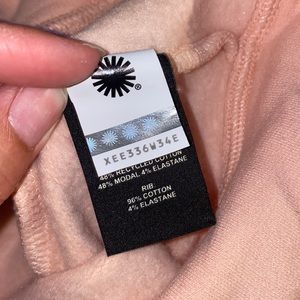 ®
XEE336W34E
48% RECYCLED COTTON
48% MODAL 4% ELASTANE
RIB
96% COTTON
4% ELASTANE